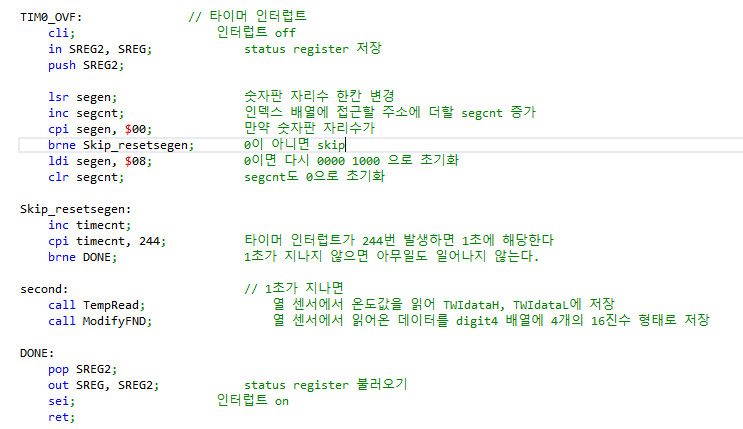 TIM0_OVF: // 타이머 인터럽트
cli; 인터럽트 off
in SREG2, SREG; status register 저장
push SREG2;
lsr segen; 숫자판 자리수 한칸 변경
inc segcnt; 인덱스 배열에 접근할 주소에 더할 segcnt 증가
cpi segen, $00; 만약 숫자판 자리수가
brne Skip_resetsegen; 0이 아니면 skip
ldi segen, $08; 0이면 다시 0000 1000 으로 초기화
clr segcnt; segcnt도 0으로 초기화
Skip_resetsegen:
inc timecnt;
cpi timecnt, 244; 타이머 인터럽트가 244번 발생하면 1초에 해당한다
brne DONE; 1초가 지나지 않으면 아무일도 일어나지 않는다.
second: // 1초가 지나면
call TempRead; 열 센서에서 온도값을 읽어 TWIdataH, TWIdataL에 저장
call ModifyFND; 열 센서에서 읽어온 데이터를 digit4 배열에 4개의 16진수 형태로 저장
DONE:
pop SREG2;
out SREG, SREG2; status register 불러오기
sei; 인터럽트 on
ret;